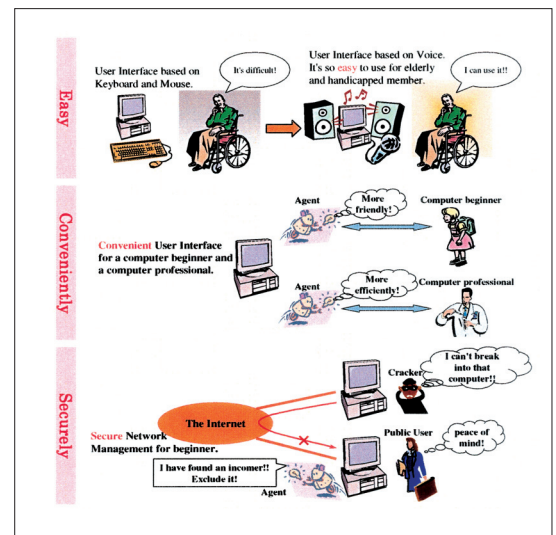 Easy
User Interface based on
Keyboard and Mouse.
It's difficult!
User Interface based on Voice.
It's so easy to use for elderly
and handicapped member.
I can use it!!
Conveniently
Convenient User Interface
for a computer beginner and
a computer professional.
Agent
More
friendly!
Computer beginner
Agent
More
efficiently!
Computer professional
Securely
The Internet
Secure Network
Management for beginner.
I have found an incomer!!
Exclude it!
Agent
Cracker
I can't break
into that
computer!!
Public User
peace of
mind!